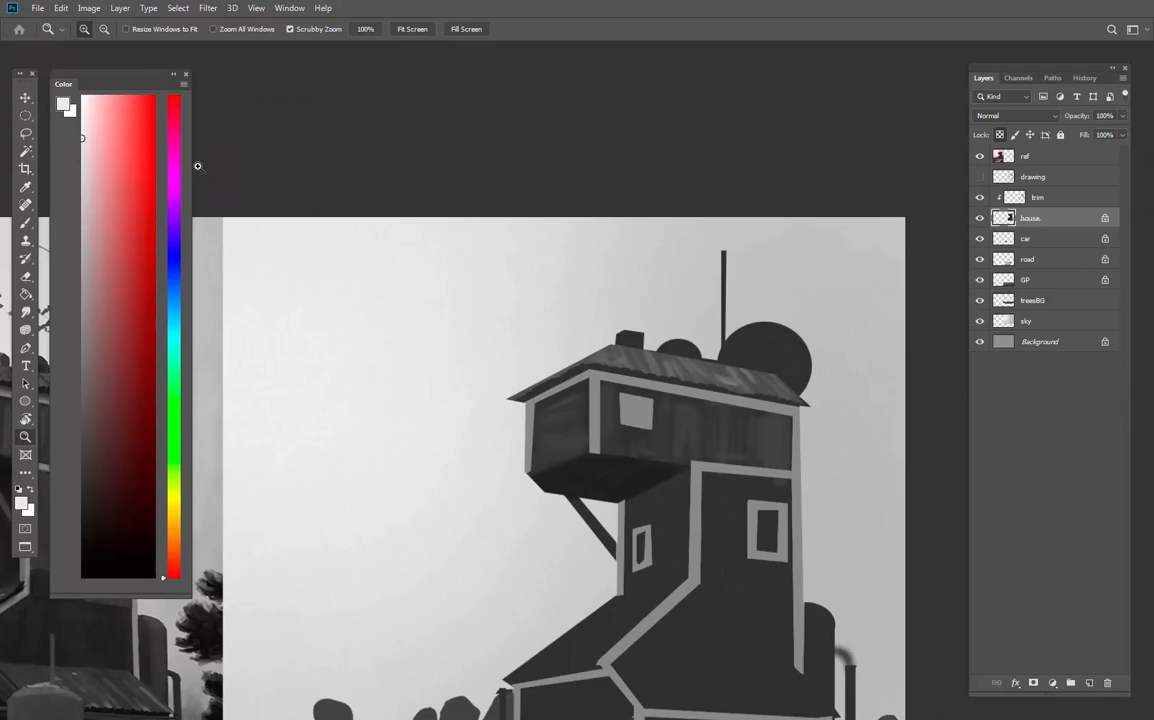 Ps File Edit Image Layer Type Select Filter 3D View Window Help
Resize Windows to Fit Zoom All Windows Scrubby Zoom 100% Fit Screen Fill Screen
Color
Layers Channels Paths History
Kind
Normal Opacity: 100%
Lock: Fill: 100%
ref
drawing
trim
house
car
road
GP
treesBG
sky
Background
T
fx